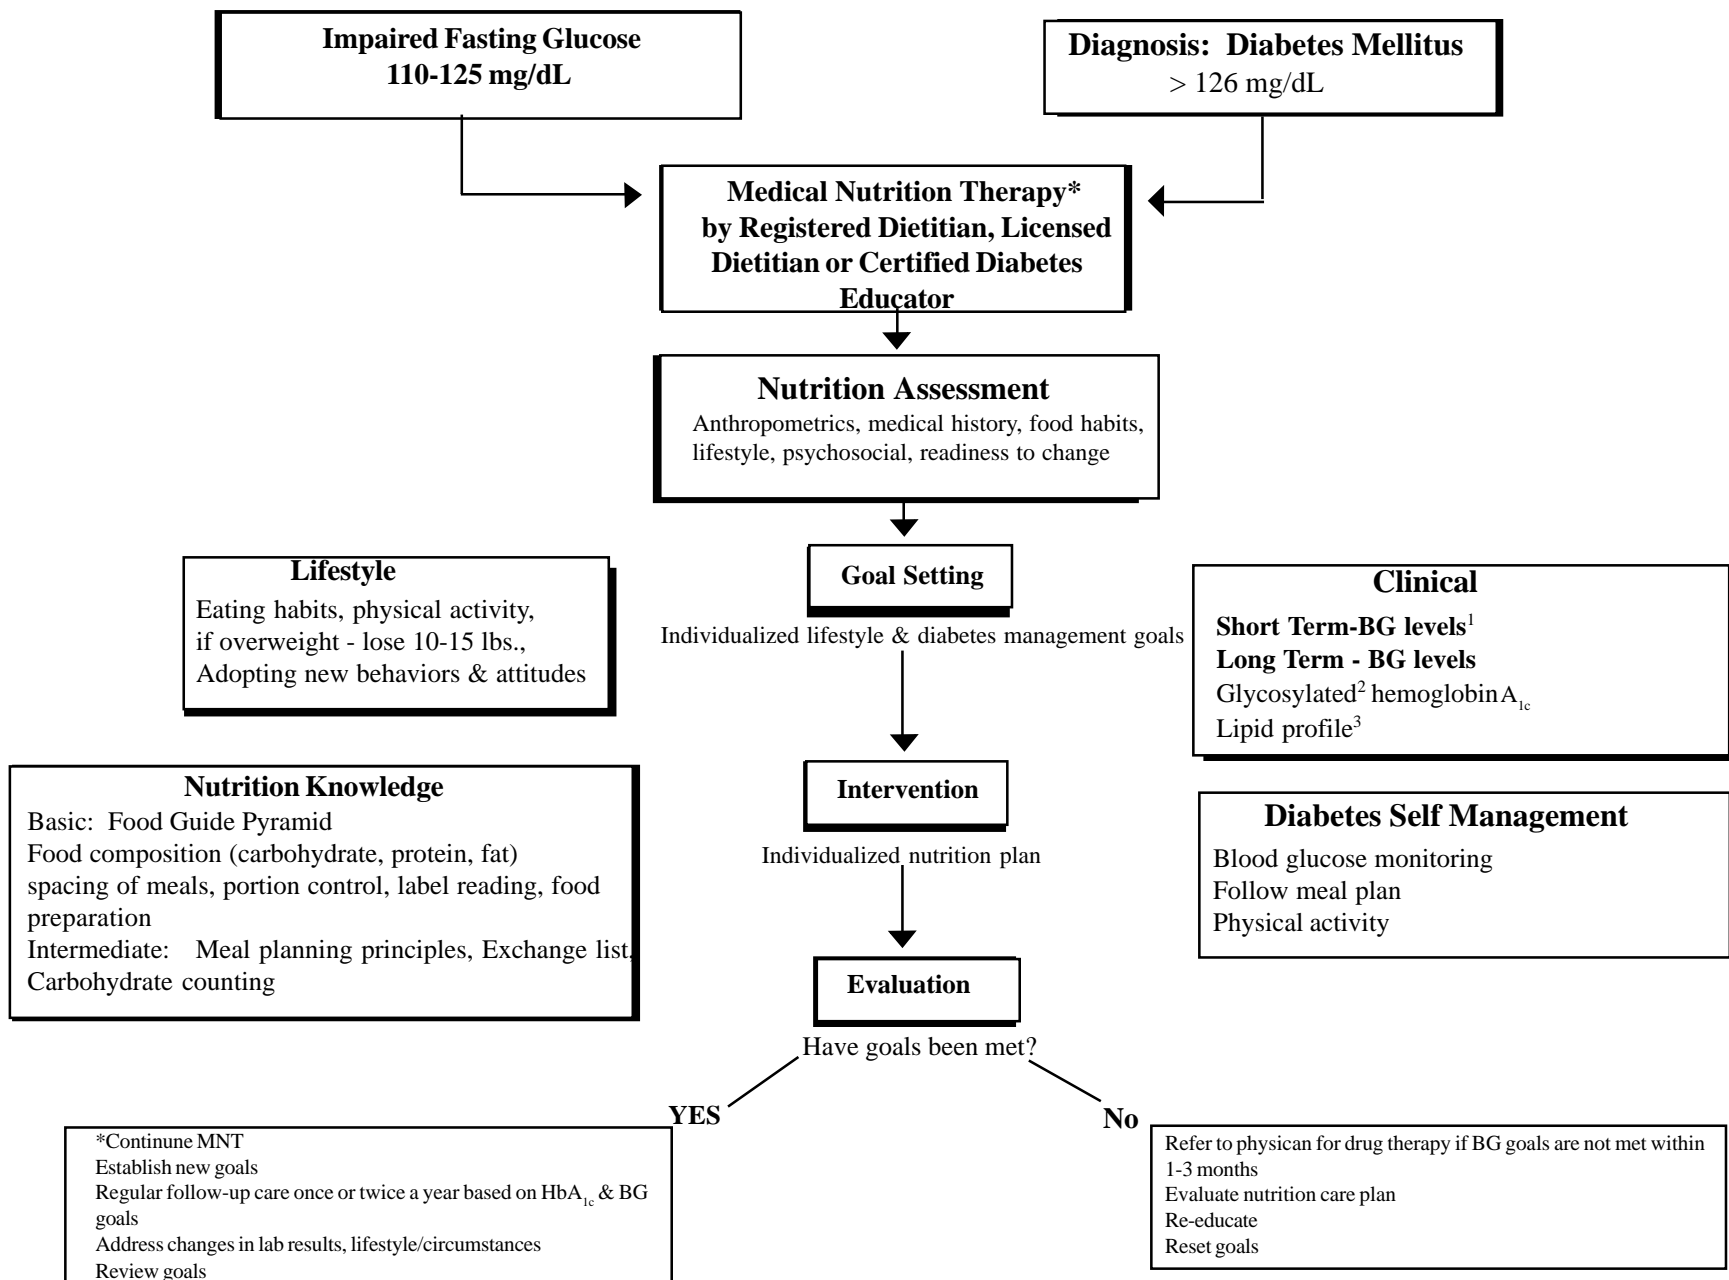 Impaired Fasting Glucose
110-125 mg/dL
Diagnosis: Diabetes Mellitus
> 126 mg/dL
Medical Nutrition Therapy*
by Registered Dietitian, Licensed
Dietitian or Certified Diabetes
Educator
Nutrition Assessment
Anthropometrics, medical history, food habits,
lifestyle, psychosocial, readiness to change
Goal Setting
Individualized lifestyle & diabetes management goals
Lifestyle
Eating habits, physical activity,
if overweight - lose 10-15 lbs.,
Adopting new behaviors & attitudes
Clinical
Short Term-BG levels1
Long Term - BG levels
Glycosylated2 hemoglobin A1c
Lipid profile3
Intervention
Individualized nutrition plan
Nutrition Knowledge
Basic: Food Guide Pyramid
Food composition (carbohydrate, protein, fat)
spacing of meals, portion control, label reading, food
preparation
Intermediate: Meal planning principles, Exchange list,
Carbohydrate counting
Diabetes Self Management
Blood glucose monitoring
Follow meal plan
Physical activity
Evaluation
Have goals been met?
YES
No
*Continune MNT
Establish new goals
Regular follow-up care once or twice a year based on HbA1c & BG
goals
Address changes in lab results, lifestyle/circumstances
Review goals
Refer to physican for drug therapy if BG goals are not met within
1-3 months
Evaluate nutrition care plan
Re-educate
Reset goals